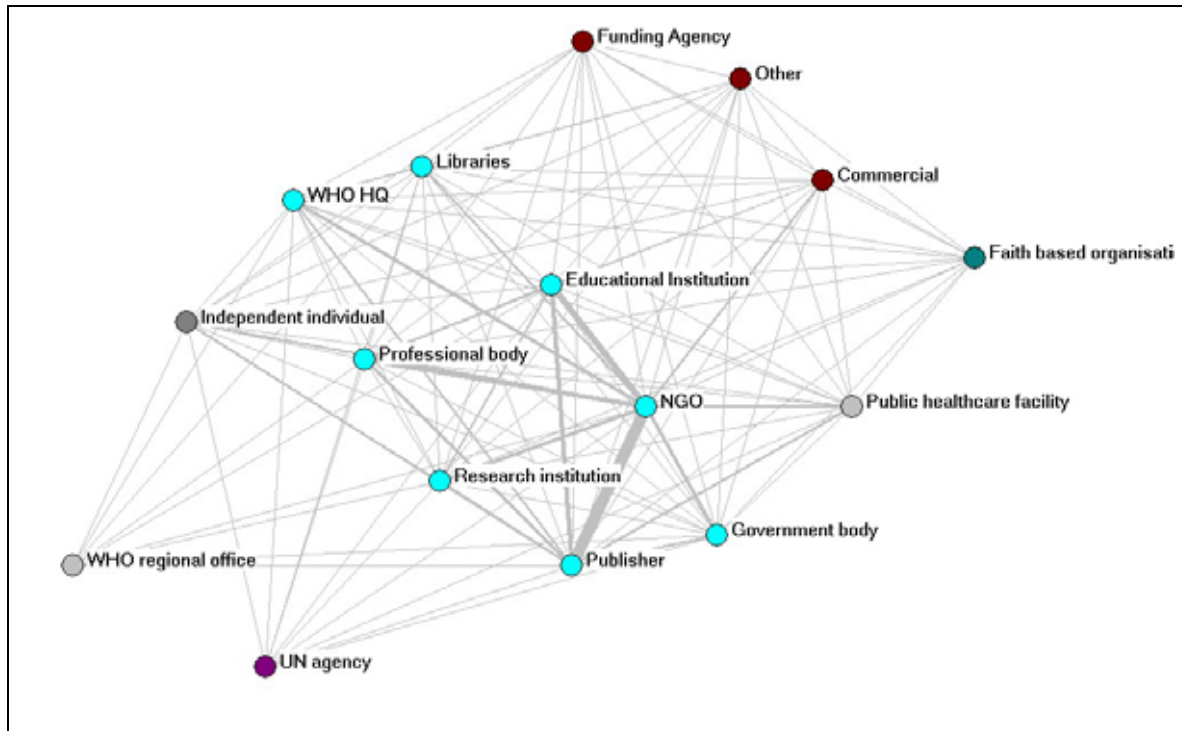 Funding Agency
Other
Libraries
Commercial
WHO HQ
Faith based organisati
Educational Institution
Independent individual
Professional body
NGO
Public healthcare facility
Research institution
Government body
WHO regional office
Publisher
UN agency